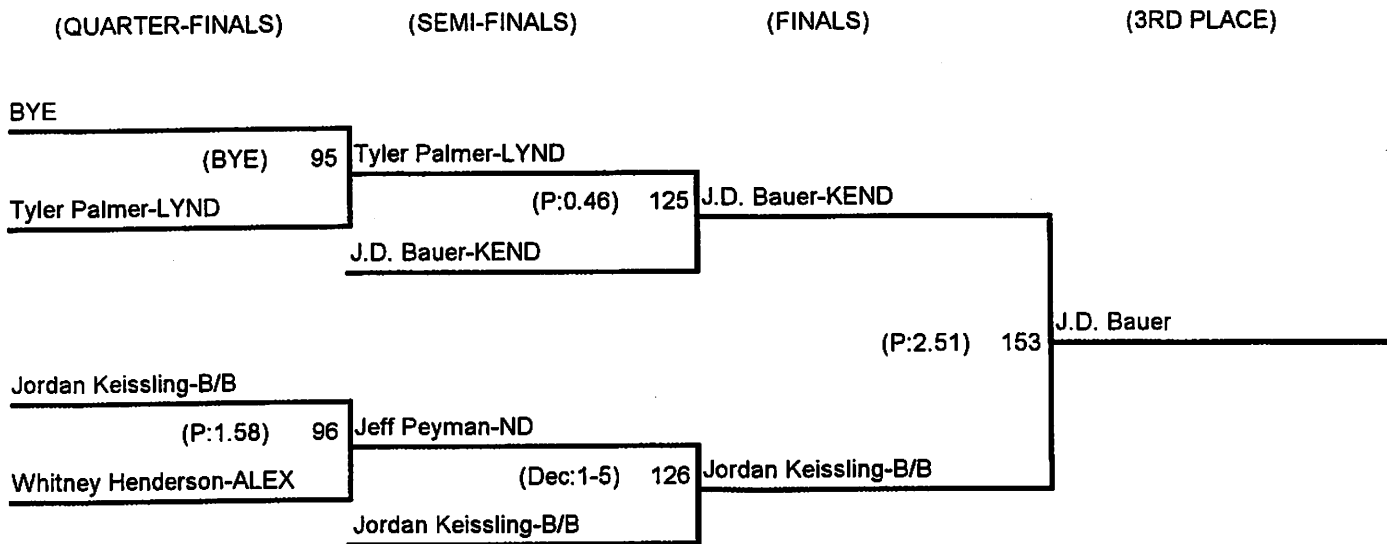 (QUARTER-FINALS) (SEMI-FINALS) (FINALS) (3RD PLACE)
BYE
(BYE) 95 Tyler Palmer-LYND
Tyler Palmer-LYND (P:0.46) 125 J.D. Bauer-KEND
J.D. Bauer-KEND
(P:2.51) 153 J.D. Bauer
Jordan Keissling-B/B
(P:1.58) 96 Jeff Peyman-ND
Whitney Henderson-ALEX (Dec:1-5) 126 Jordan Keissling-B/B
Jordan Keissling-B/B